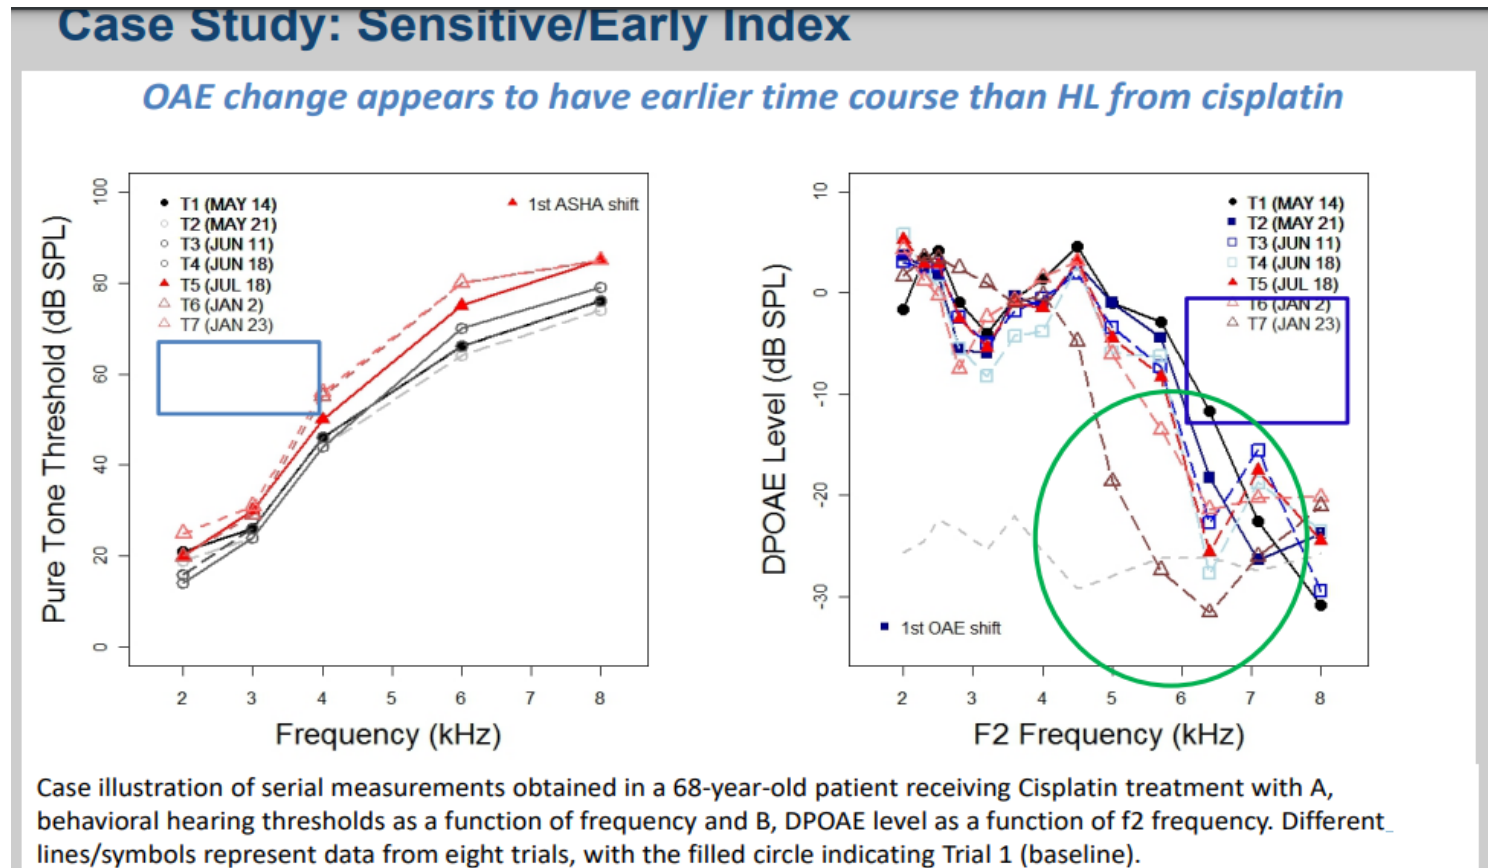 Case Study: Sensitive/Early Index
OAE change appears to have earlier time course than HL from cisplatin
Pure Tone Threshold (dB SPL)
100
80
60
40
20
0
T1 (MAY 14)
T2 (MAY 21)
T3 (JUN 11)
T4 (JUN 18)
T5 (JUL 18)
T6 (JAN 2)
T7 (JAN 23)
1st ASHA shift
2 3 4 5 6 7 8
Frequency (kHz)
DPOAE Level (dB SPL)
10
0
-10
-20
-30
T1 (MAY 14)
T2 (MAY 21)
T3 (JUN 11)
T4 (JUN 18)
T5 (JUL 18)
T6 (JAN 2)
T7 (JAN 23)
1st OAE shift
2 3 4 5 6 7 8
F2 Frequency (kHz)
Case illustration of serial measurements obtained in a 68-year-old patient receiving Cisplatin treatment with A,
behavioral hearing thresholds as a function of frequency and B, DPOAE level as a function of f2 frequency. Different
lines/symbols represent data from eight trials, with the filled circle indicating Trial 1 (baseline).